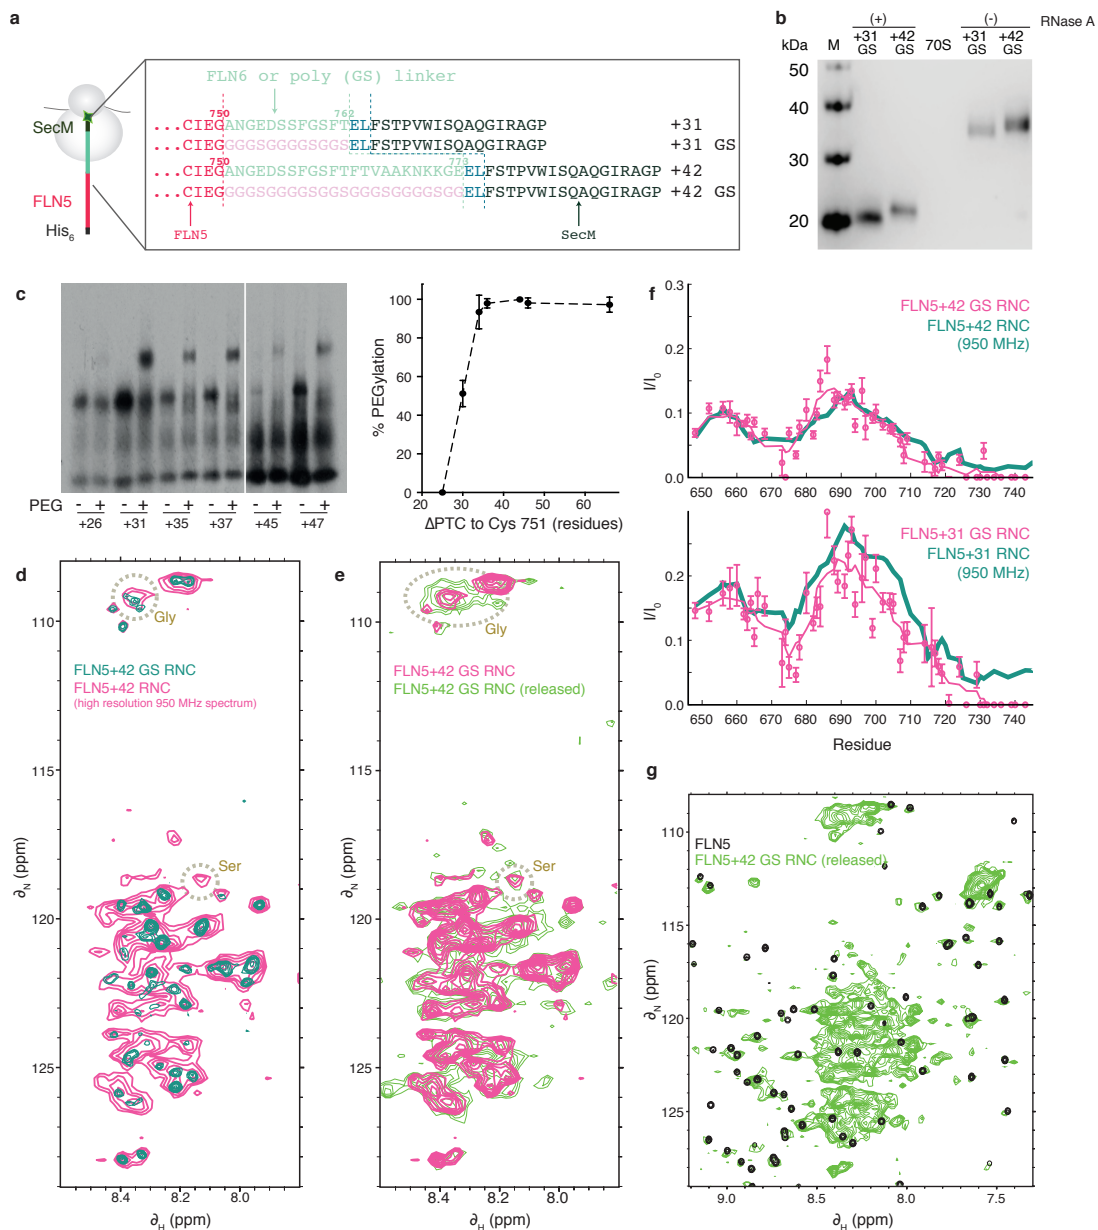 a
FLN6 or poly (GS) linker
750 762
...CIEGANGEDSSFGSFTELFSTPVWISQAQGIRAGP +31
...CIEGGGGSGGGGSGSGSELFSTPVWISQAQGIRAGP +31 GS
750 773
...CIEGANGEDSSFGSFTFTVAAKNKKGEELFSTPVWISQAQGIRAGP +42
SecM
FLN5
His6
FLN5
SecM
b
(+) (-) RNase A
kDa M +31 GS +42 GS 70S +31 GS +42 GS
50
40
30
20
c
PEG - + - + - + - + - + - +
+26 +31 +35 +37 +45 +47
% PEGylation
100
80
60
40
20
0
20 30 40 50 60
ΔPTC to Cys 751 (residues)
f
FLN5+42 GS RNC
FLN5+42 RNC
(950 MHz)
I/I0
0.3
0.2
0.1
0.0
650 660 670 680 690 700 710 720 730 740
FLN5+31 GS RNC
FLN5+31 RNC
(950 MHz)
I/I0
0.2
0.1
0.0
650 660 670 680 690 700 710 720 730 740
Residue
d
Gly
FLN5+42 GS RNC
FLN5+42 RNC
(high resolution 950 MHz spectrum)
Ser
110
115
120
125
∂N (ppm)
8.4 8.2 8.0
∂H (ppm)
e
Gly
FLN5+42 GS RNC
FLN5+42 GS RNC (released)
Ser
110
115
120
125
∂N (ppm)
8.4 8.2 8.0
∂H (ppm)
g
FLN5
FLN5+42 GS RNC (released)
110
115
120
125
∂N (ppm)
9.0 8.5 8.0 7.5
∂H (ppm)